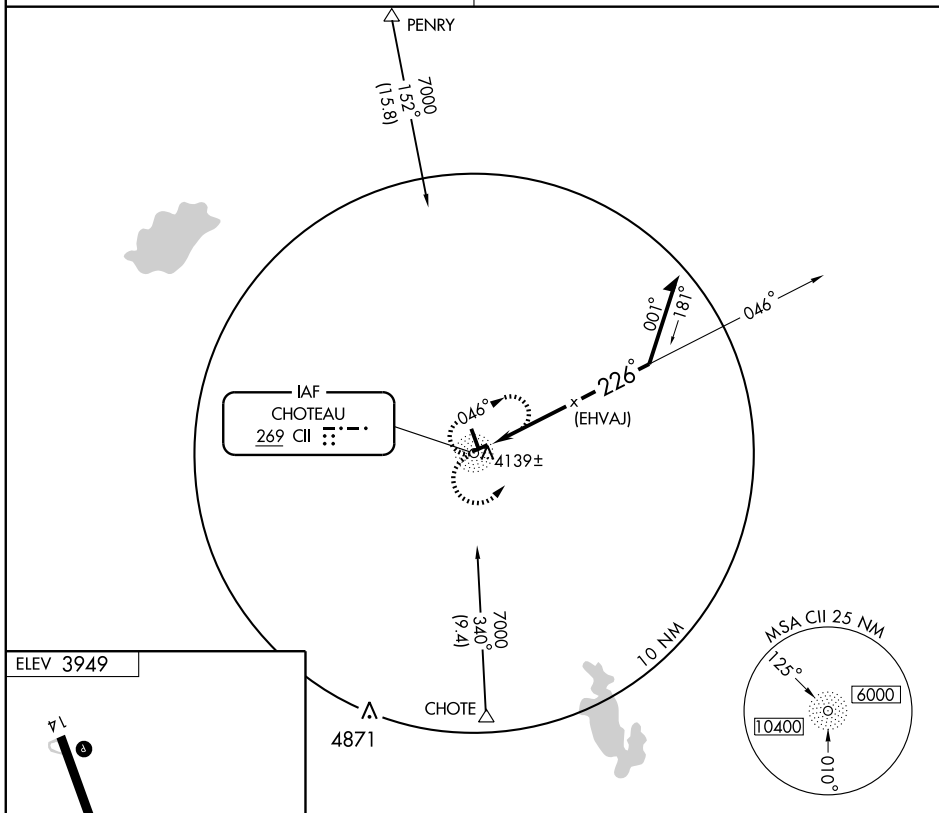 PENRY
7000
152°
(15.8)
046°
001°
181°
226°
x
(EHVAJ)
IAF
CHOTEAU
269 CII
046°
4139±
7000
340°
(9.4)
10 NM
MSA CII 25 NM
125°
6000
10400
010°
ELEV 3949
CHOTE
4871
14
P